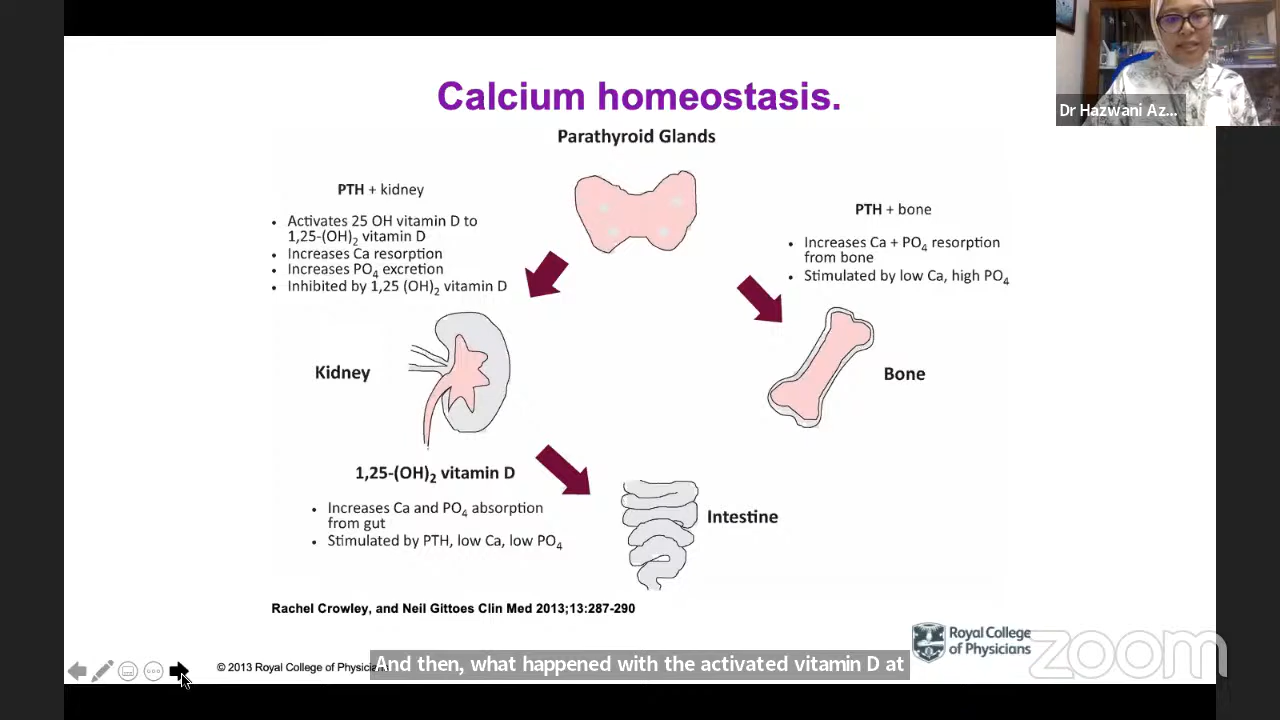 Calcium homeostasis.
Parathyroid Glands
PTH + kidney
• Activates 25 OH vitamin D to
1,25-(OH)₂ vitamin D
• Increases Ca resorption
• Increases PO₄ excretion
• Inhibited by 1,25 (OH)₂ vitamin D
PTH + bone
• Increases Ca + PO₄ resorption
from bone
• Stimulated by low Ca, high PO₄
Kidney
Bone
1,25-(OH)₂ vitamin D
• Increases Ca and PO₄ absorption
from gut
• Stimulated by PTH, low Ca, low PO₄
Intestine
Rachel Crowley, and Neil Gittoes Clin Med 2013;13:287-290
© 2013 Royal College of Physicians
Royal College
of Physicians
zoom
And then, what happened with the activated vitamin D at
Dr Hazwani Az...